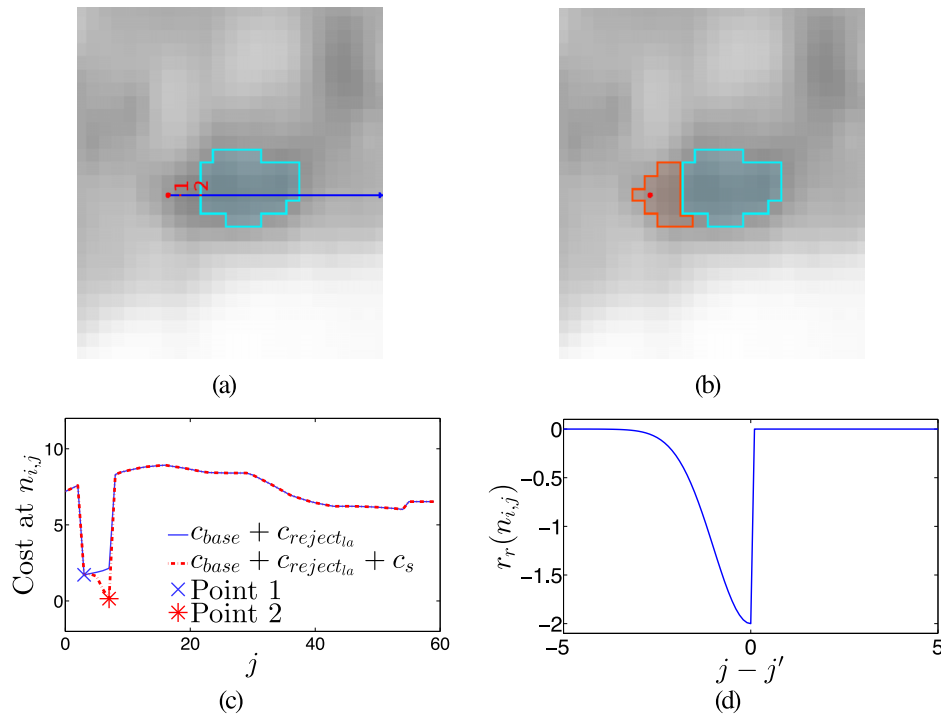 1
2
(a)
(b)
10
5
0
Cost at n_{i,j}
c_{base} + c_{reject_{la}}
c_{base} + c_{reject_{la}} + c_s
Point 1
Point 2
0 20 40 60
j
(c)
0
−0.5
−1
−1.5
−2
r_r(n_{i,j})
−5 0 5
j − j′
(d)